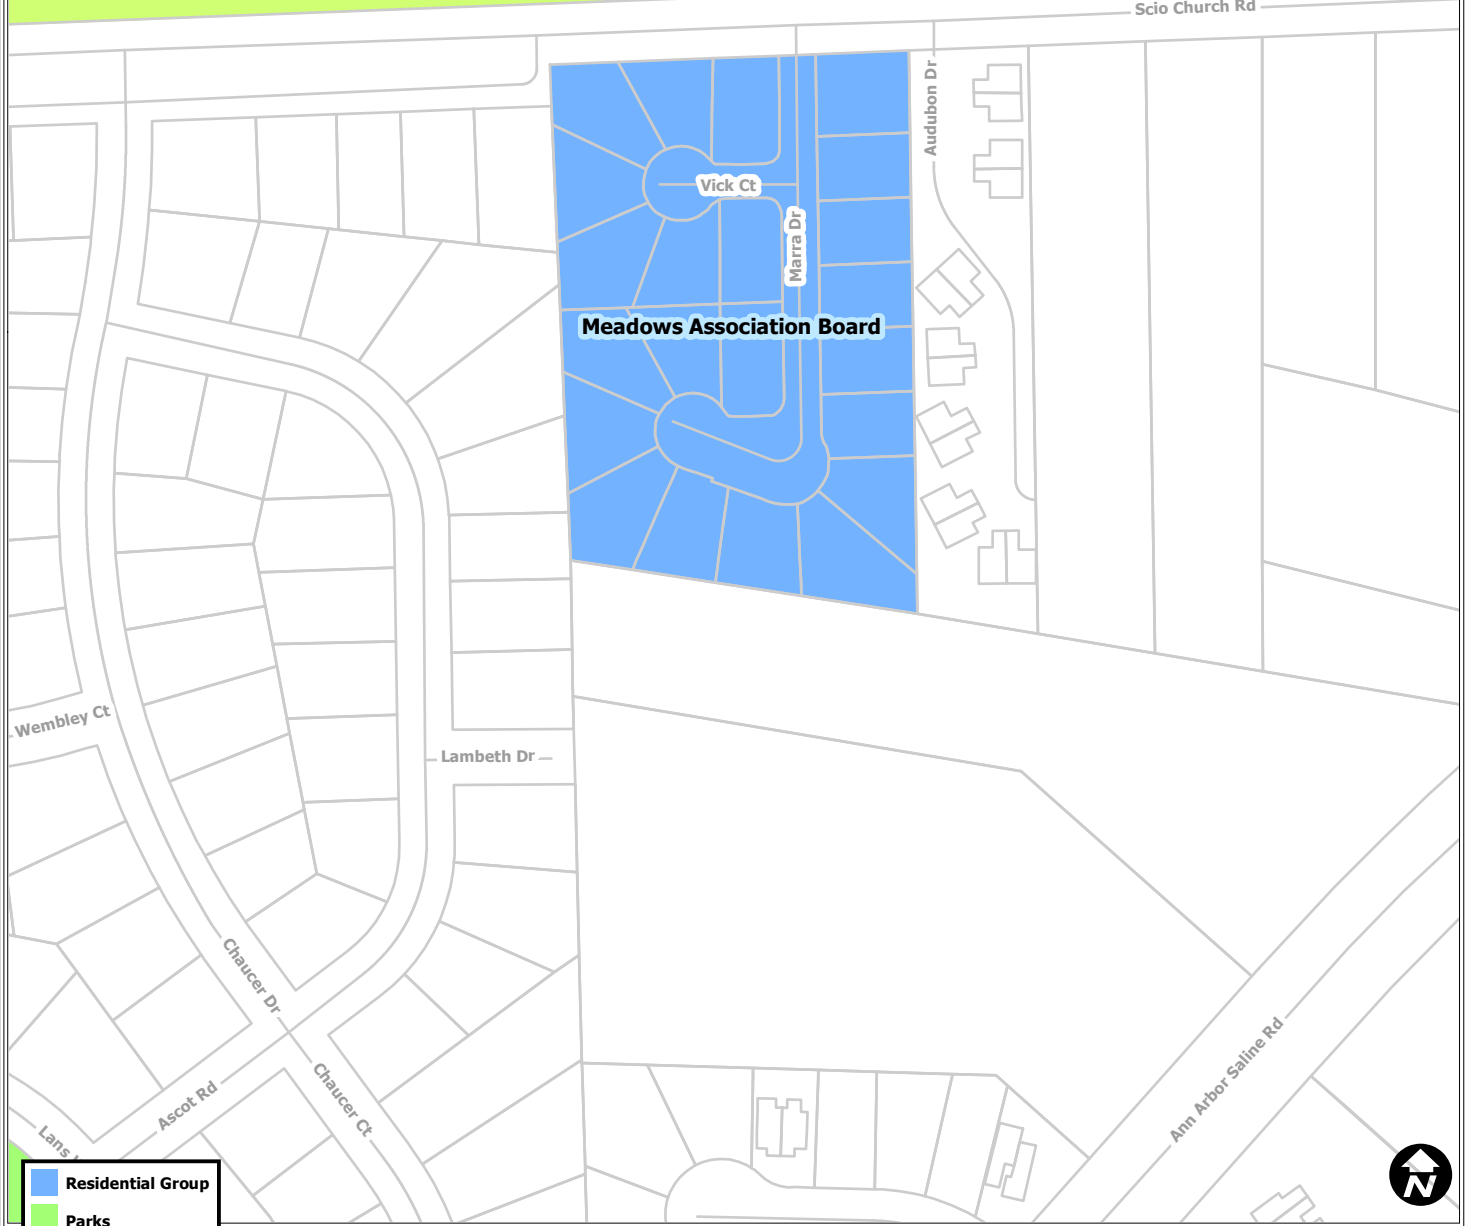 Scio Church Rd
Audubon Dr
Vick Ct
Marra Dr
Meadows Association Board
Wembley Ct
Lambeth Dr
Chaucer Dr
Ann Arbor Saline Rd
Chaucer Ct
Ascot Rd
Lans
Residential Group
Parks
N